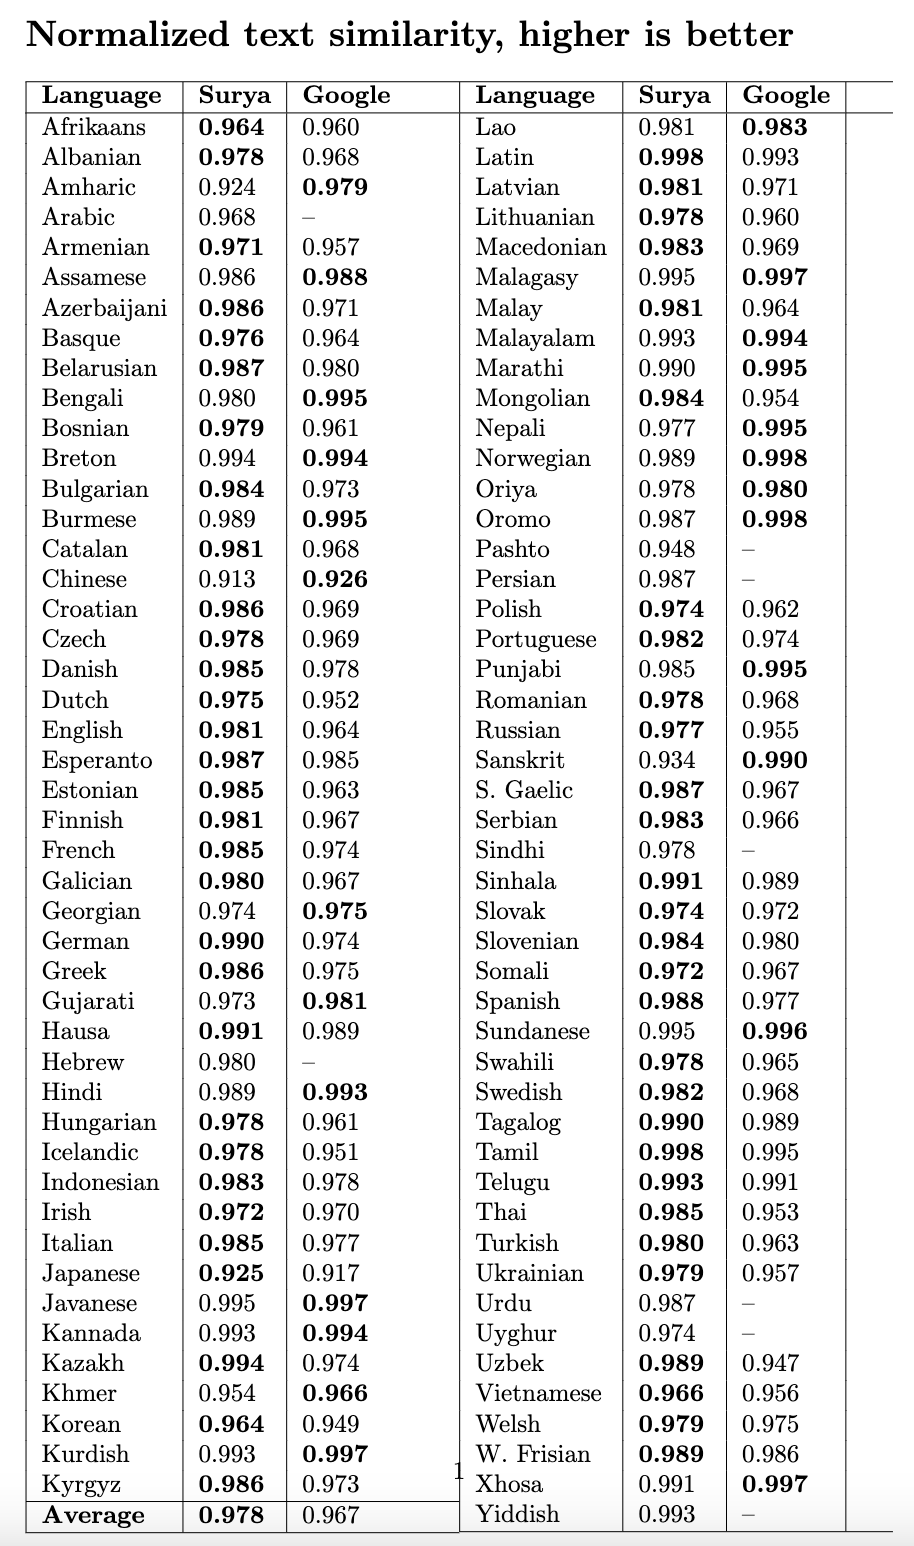 Normalized text similarity, higher is better
Language Surya Google Language Surya Google
Afrikaans 0.964 0.960 Lao 0.981 0.983
Albanian 0.978 0.968 Latin 0.998 0.993
Amharic 0.924 0.979 Latvian 0.981 0.971
Arabic 0.968 – Lithuanian 0.978 0.960
Armenian 0.971 0.957 Macedonian 0.983 0.969
Assamese 0.986 0.988 Malagasy 0.995 0.997
Azerbaijani 0.986 0.971 Malay 0.981 0.964
Basque 0.976 0.964 Malayalam 0.993 0.994
Belarusian 0.987 0.980 Marathi 0.990 0.995
Bengali 0.980 0.995 Mongolian 0.984 0.954
Bosnian 0.979 0.961 Nepali 0.977 0.995
Breton 0.994 0.994 Norwegian 0.989 0.998
Bulgarian 0.984 0.973 Oriya 0.978 0.980
Burmese 0.989 0.995 Oromo 0.987 0.998
Catalan 0.981 0.968 Pashto 0.948 –
Chinese 0.913 0.926 Persian 0.987 –
Croatian 0.986 0.969 Polish 0.974 0.962
Czech 0.978 0.969 Portuguese 0.982 0.974
Danish 0.985 0.978 Punjabi 0.985 0.995
Dutch 0.975 0.952 Romanian 0.978 0.968
English 0.981 0.964 Russian 0.977 0.955
Esperanto 0.987 0.985 Sanskrit 0.934 0.990
Estonian 0.985 0.963 S. Gaelic 0.987 0.967
Finnish 0.981 0.967 Serbian 0.983 0.966
French 0.985 0.974 Sindhi 0.978 –
Galician 0.980 0.967 Sinhala 0.991 0.989
Georgian 0.974 0.975 Slovak 0.974 0.972
German 0.990 0.974 Slovenian 0.984 0.980
Greek 0.986 0.975 Somali 0.972 0.967
Gujarati 0.973 0.981 Spanish 0.988 0.977
Hausa 0.991 0.989 Sundanese 0.995 0.996
Hebrew 0.980 – Swahili 0.978 0.965
Hindi 0.989 0.993 Swedish 0.982 0.968
Hungarian 0.978 0.961 Tagalog 0.990 0.989
Icelandic 0.978 0.951 Tamil 0.998 0.995
Indonesian 0.983 0.978 Telugu 0.993 0.991
Irish 0.972 0.970 Thai 0.985 0.953
Italian 0.985 0.977 Turkish 0.980 0.963
Japanese 0.925 0.917 Ukrainian 0.979 0.957
Javanese 0.995 0.997 Urdu 0.987 –
Kannada 0.993 0.994 Uyghur 0.974 –
Kazakh 0.994 0.974 Uzbek 0.989 0.947
Khmer 0.954 0.966 Vietnamese 0.966 0.956
Korean 0.964 0.949 Welsh 0.979 0.975
Kurdish 0.993 0.997 W. Frisian 0.989 0.986
1
Kyrgyz 0.986 0.973 Xhosa 0.991 0.997
Average 0.978 0.967 Yiddish 0.993 –